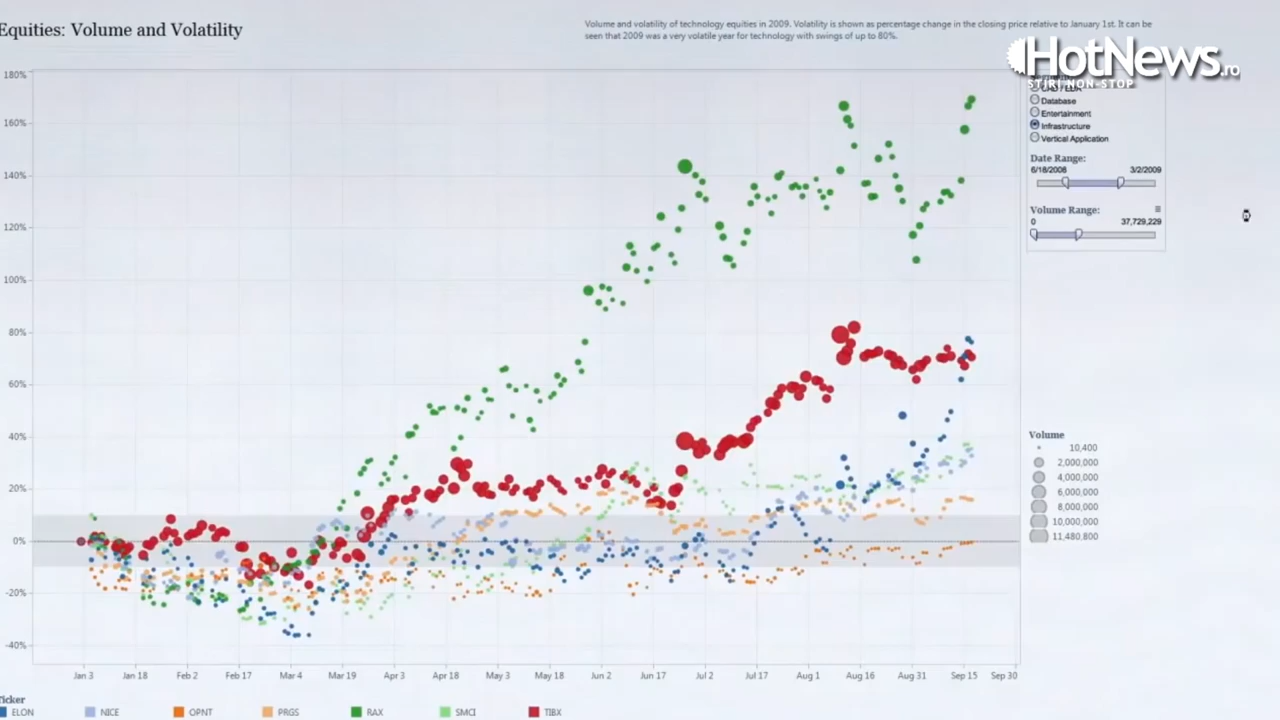 Equities: Volume and Volatility
Volume and volatility of technology equities in 2009. Volatility is shown as percentage change in the closing price relative to January 1st. It can be
seen that 2009 was a very volatile year for technology with swings of up to 80%.
HotNews.ro
ȘTIRI NON-STOP
Database
Entertainment
Infrastructure
Vertical Application
Date Range:
6/18/2008 3/2/2009
Volume Range:
0 37,729,229
180%
160%
140%
120%
100%
80%
60%
40%
20%
0%
-20%
-40%
Volume
10,400
2,000,000
4,000,000
6,000,000
8,000,000
10,000,000
11,480,800
Jan 3 Jan 18 Feb 2 Feb 17 Mar 4 Mar 19 Apr 3 Apr 18 May 3 May 18 Jun 2 Jun 17 Jul 2 Jul 17 Aug 1 Aug 16 Aug 31 Sep 15 Sep 30
Ticker
ELON NICE OPNT PRGS RAX SMCI TIBX